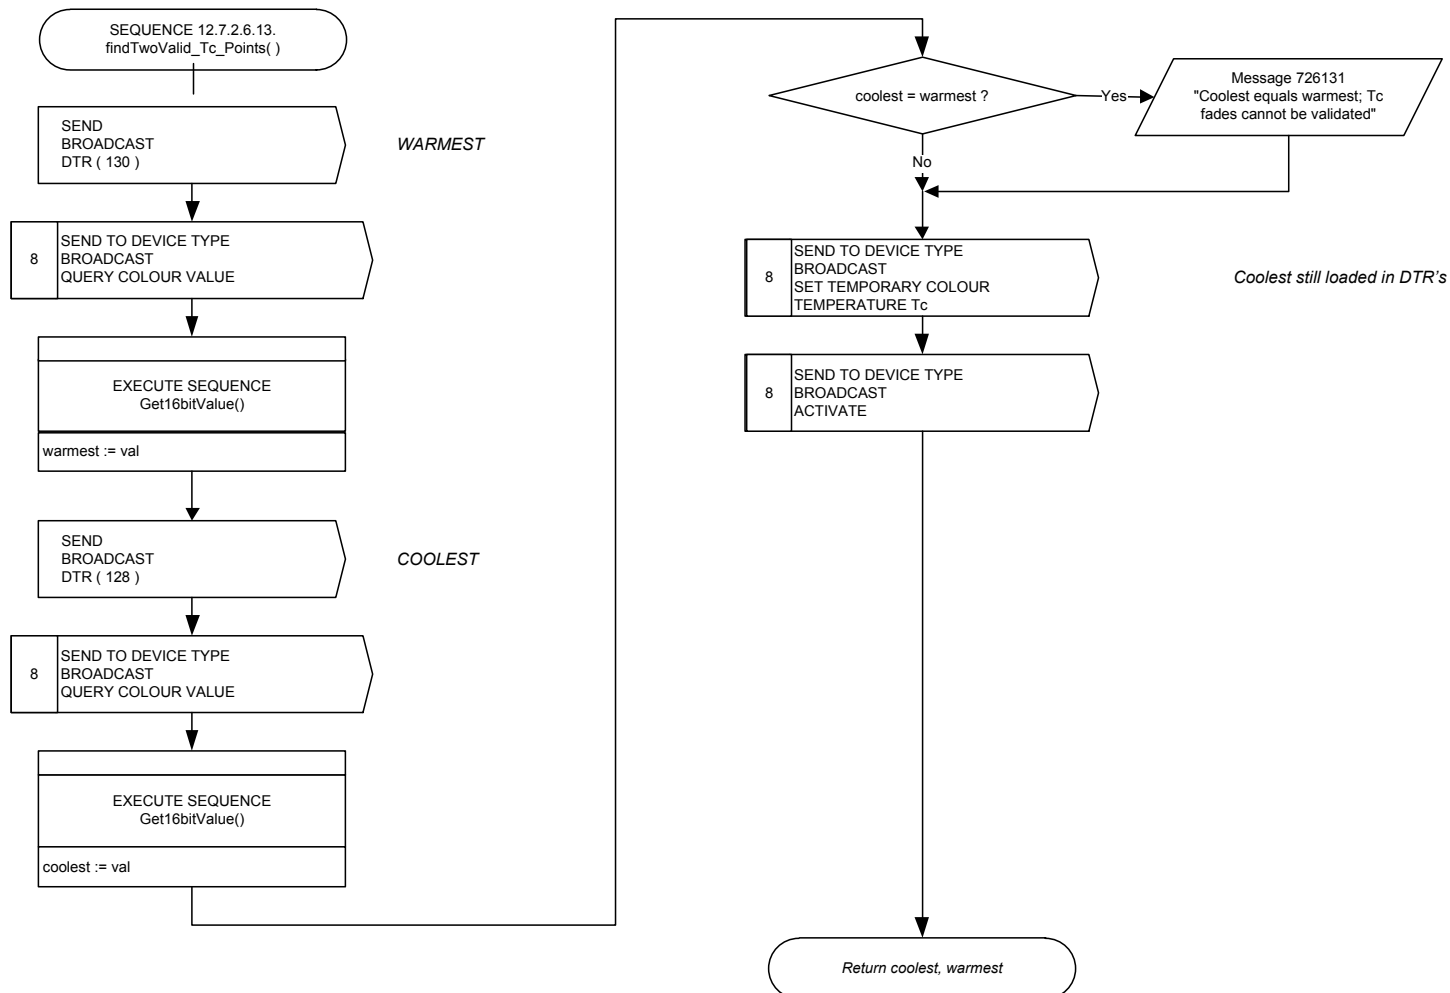 SEQUENCE 12.7.2.6.13.
findTwoValid_Tc_Points( )
SEND
BROADCAST
DTR ( 130 )
WARMEST
8
SEND TO DEVICE TYPE
BROADCAST
QUERY COLOUR VALUE
EXECUTE SEQUENCE
Get16bitValue()
warmest := val
SEND
BROADCAST
DTR ( 128 )
COOLEST
8
SEND TO DEVICE TYPE
BROADCAST
QUERY COLOUR VALUE
EXECUTE SEQUENCE
Get16bitValue()
coolest := val
coolest = warmest ?
Yes
Message 726131
"Coolest equals warmest; Tc
fades cannot be validated"
No
8
SEND TO DEVICE TYPE
BROADCAST
SET TEMPORARY COLOUR
TEMPERATURE Tc
Coolest still loaded in DTR's
8
SEND TO DEVICE TYPE
BROADCAST
ACTIVATE
Return coolest, warmest